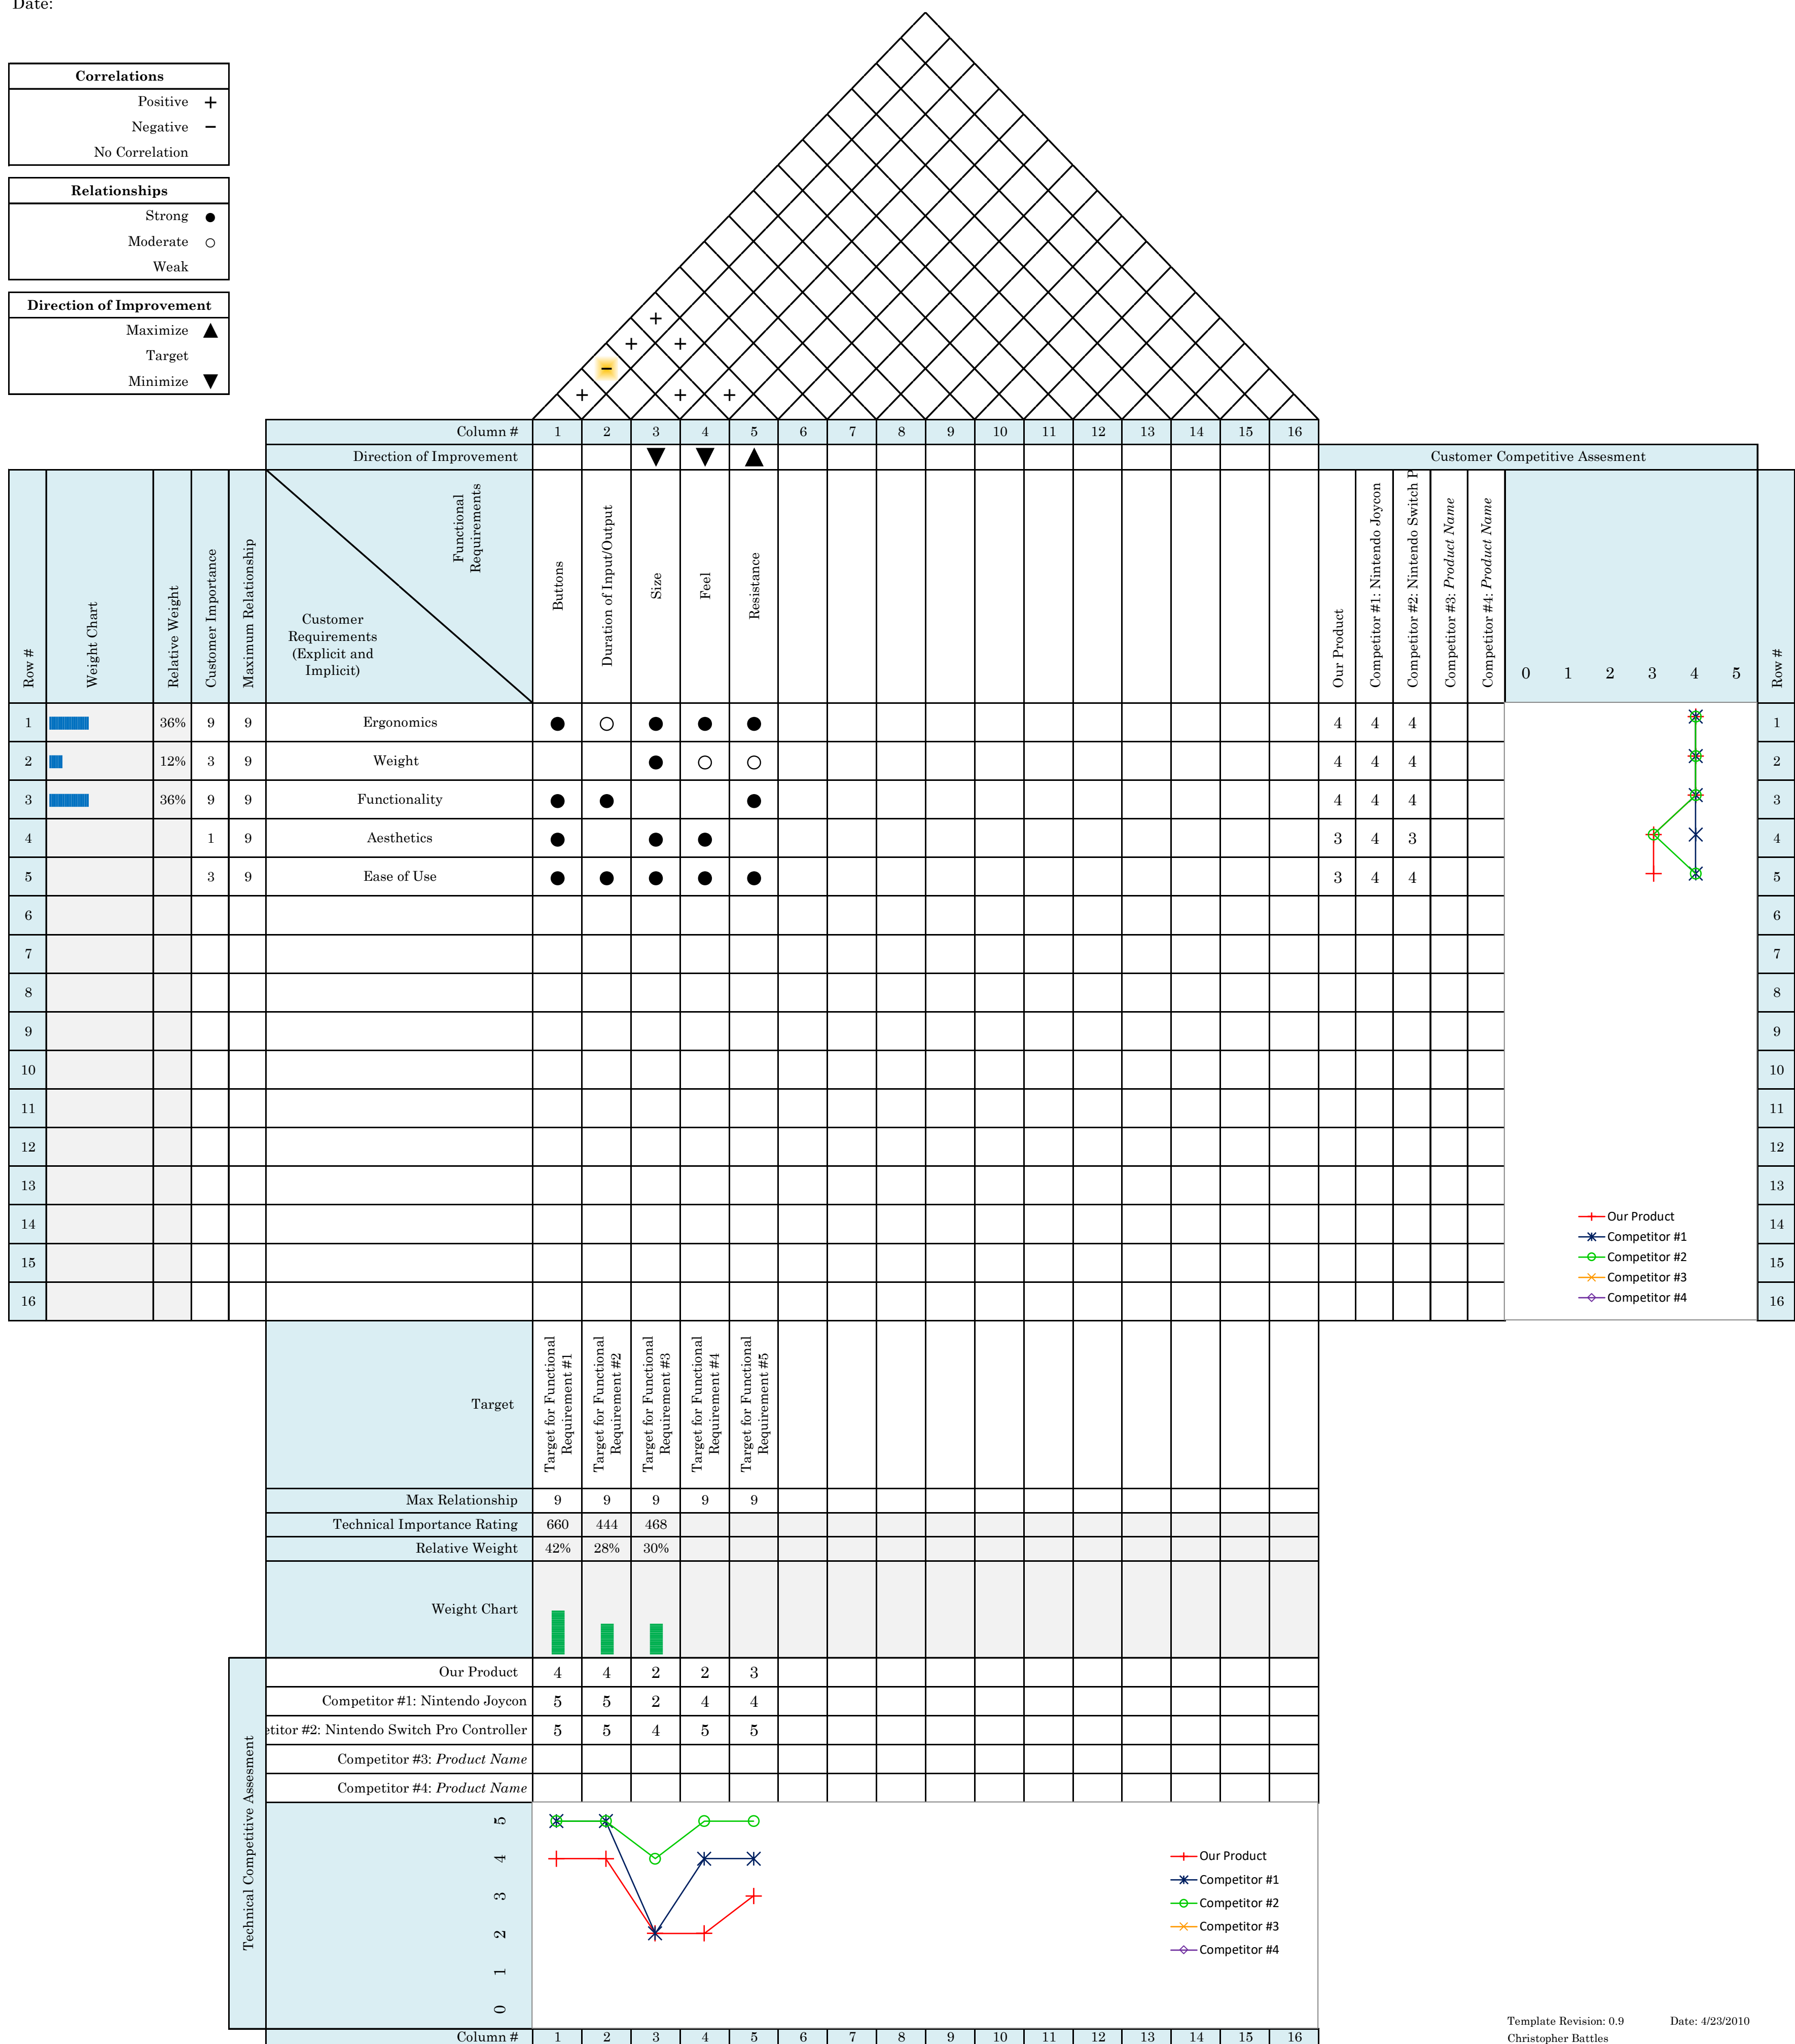 Date:
Correlations
Positive +
Negative −
No Correlation
Relationships
Strong ●
Moderate ○
Weak
Direction of Improvement
Maximize ▲
Target
Minimize ▼
+
+ +
−
+ + +
Column # 1 2 3 4 5 6 7 8 9 10 11 12 13 14 15 16
Direction of Improvement ▼ ▼ ▲ Customer Competitive Assesment
Row #
Weight Chart
Relative Weight
Customer Importance
Maximum Relationship
Functional
Requirements
Customer
Requirements
(Explicit and
Implicit)
Buttons
Duration of Input/Output
Size
Feel
Resistance
Our Product
Competitor #1: Nintendo Joycon
Competitor #2: Nintendo Switch P
Competitor #3: Product Name
Competitor #4: Product Name
0 1 2 3 4 5
Row #
1 36% 9 9 Ergonomics ● ○ ● ● ● 4 4 4 1
2 12% 3 9 Weight ● ○ ○ 4 4 4 2
3 36% 9 9 Functionality ● ● ● 4 4 4 3
4 1 9 Aesthetics ● ● ● 3 4 3 4
5 3 9 Ease of Use ● ● ● ● ● 3 4 4 5
6 6
7 7
8 8
9 9
10 10
11 11
12 12
13 13
14 14
15 15
16 16
Our Product
Competitor #1
Competitor #2
Competitor #3
Competitor #4
Target
Target for Functional
Requirement #1
Target for Functional
Requirement #2
Target for Functional
Requirement #3
Target for Functional
Requirement #4
Target for Functional
Requirement #5
Max Relationship 9 9 9 9 9
Technical Importance Rating 660 444 468
Relative Weight 42% 28% 30%
Weight Chart
Technical Competitive Assesment
Our Product 4 4 2 2 3
Competitor #1: Nintendo Joycon 5 5 2 4 4
etitor #2: Nintendo Switch Pro Controller 5 5 4 5 5
Competitor #3: Product Name
Competitor #4: Product Name
5
4
3
2
1
0
Our Product
Competitor #1
Competitor #2
Competitor #3
Competitor #4
Column # 1 2 3 4 5 6 7 8 9 10 11 12 13 14 15 16
Template Revision: 0.9 Date: 4/23/2010
Christopher Battles